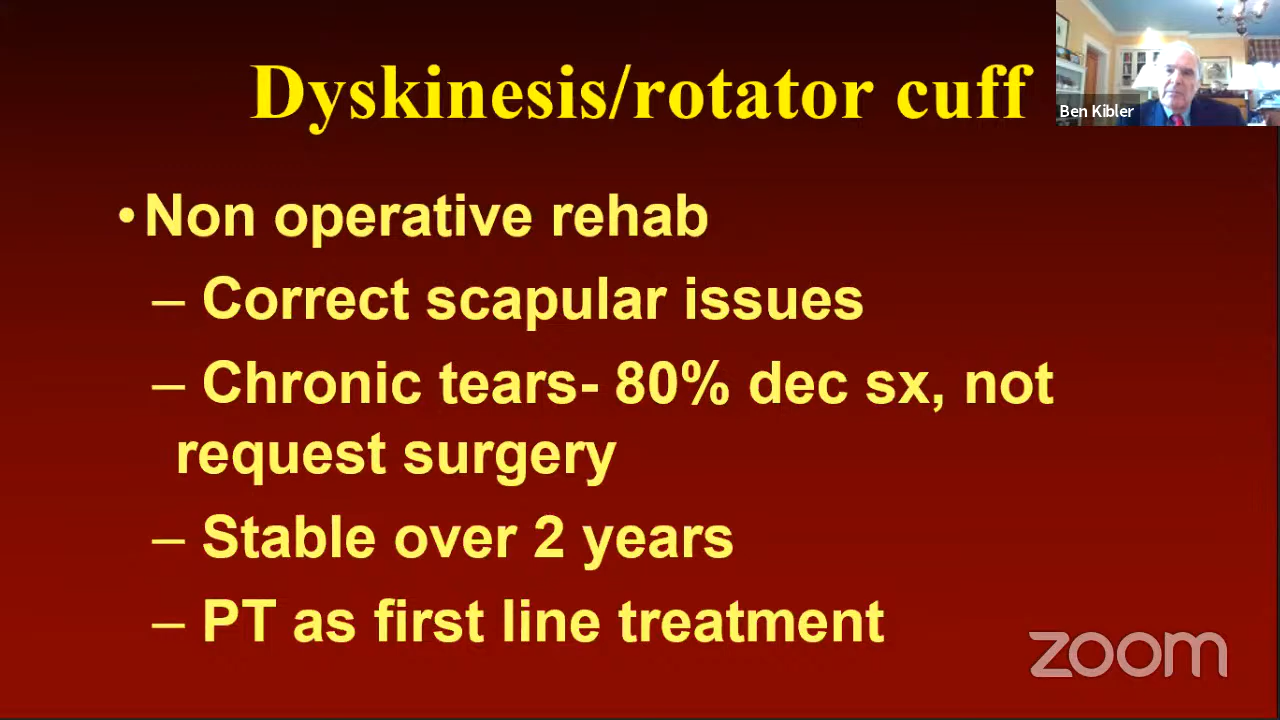 Dyskinesis/rotator cuff
Ben Kibler
•Non operative rehab
– Correct scapular issues
– Chronic tears- 80% dec sx, not
request surgery
– Stable over 2 years
– PT as first line treatment
zoom